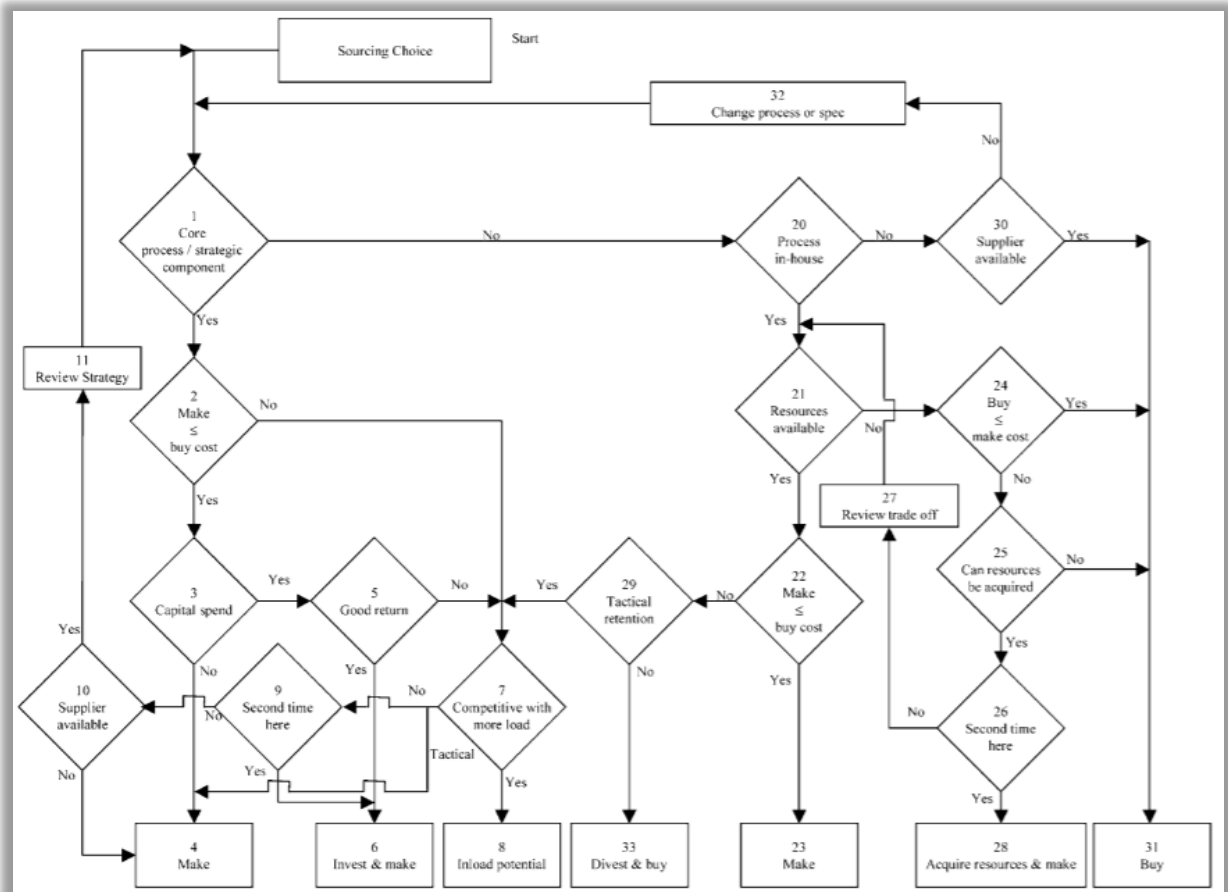 Sourcing Choice
Start
32
Change process or spec
No
1
Core
process / strategic
component
No
20
Process
in-house
No
30
Supplier
available
Yes
Yes
Yes
11
Review Strategy
2
Make
≤
buy cost
No
21
Resources
available
No
24
Buy
≤
make cost
Yes
Yes
Yes
No
27
Review trade off
3
Capital spend
Yes
5
Good return
No
Yes
29
Tactical
retention
No
22
Make
≤
buy cost
25
Can resources
be acquired
No
Yes
No
Yes
No
Yes
Yes
10
Supplier
available
No
9
Second time
here
No
7
Competitive with
more load
No
26
Second time
here
Tactical
No
Yes
Yes
Yes
4
Make
6
Invest & make
8
Inload potential
33
Divest & buy
23
Make
28
Acquire resources & make
31
Buy